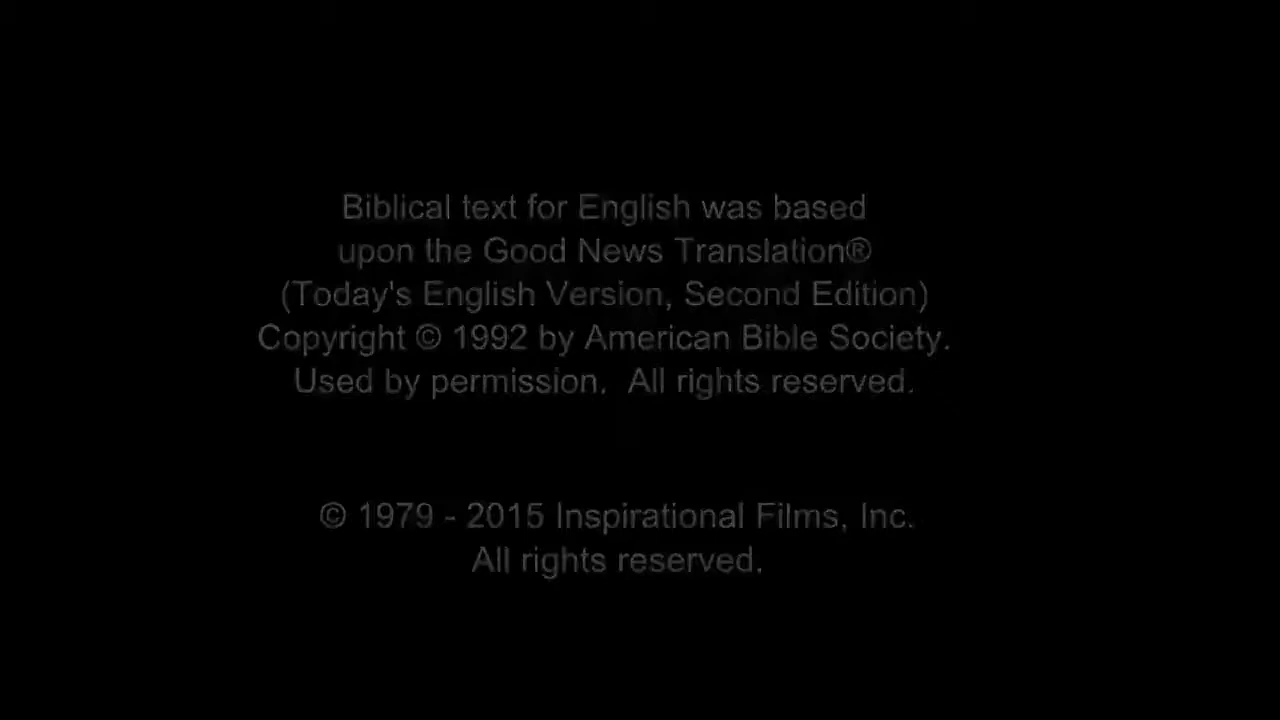 Biblical text for English was based
upon the Good News Translation®
(Today's English Version, Second Edition)
Copyright © 1992 by American Bible Society.
Used by permission.  All rights reserved.
© 1979 - 2015 Inspirational Films, Inc.
All rights reserved.